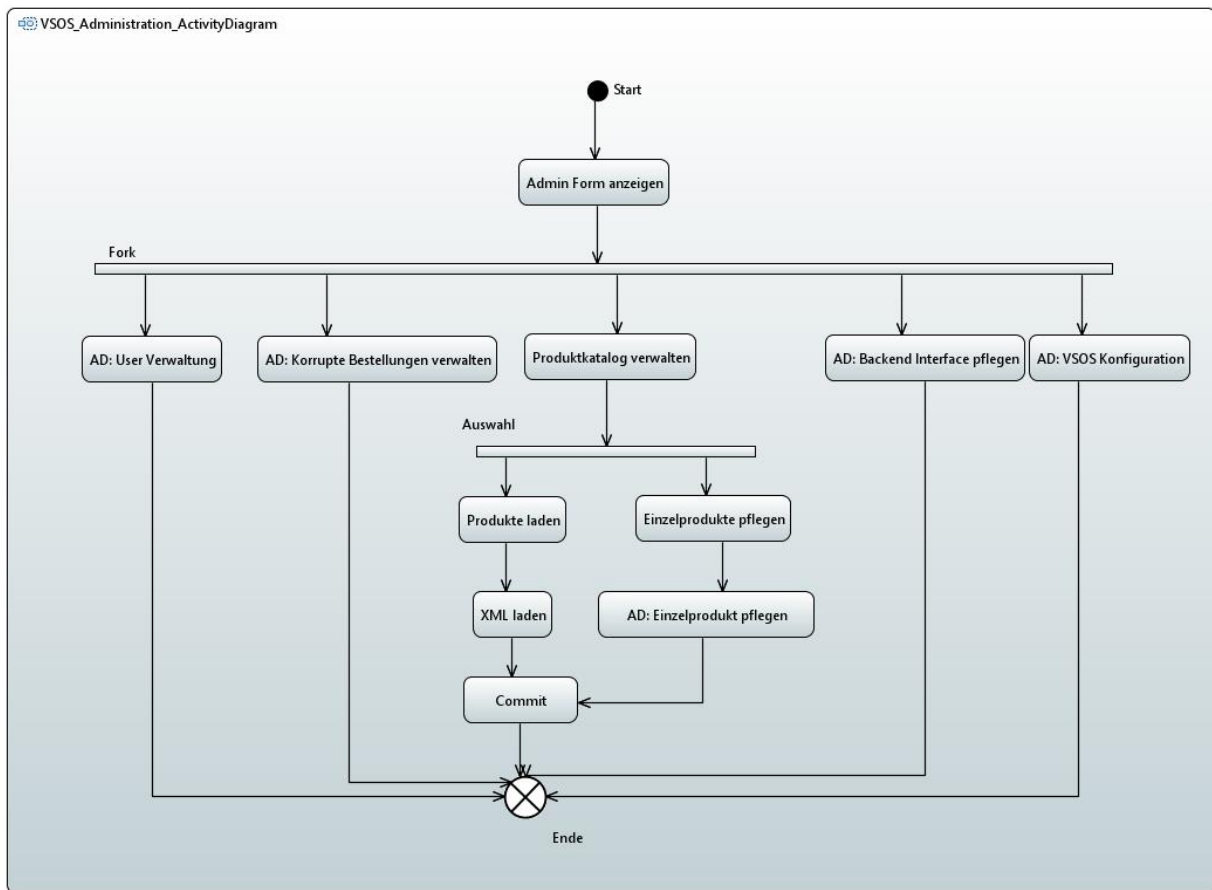 VSOS_Administration_ActivityDiagram
Start
Admin Form anzeigen
Fork
AD: User Verwaltung
AD: Korrupte Bestellungen verwalten
Produktkatalog verwalten
AD: Backend Interface pflegen
AD: VSOS Konfiguration
Auswahl
Produkte laden
Einzelprodukte pflegen
XML laden
AD: Einzelprodukt pflegen
Commit
Ende